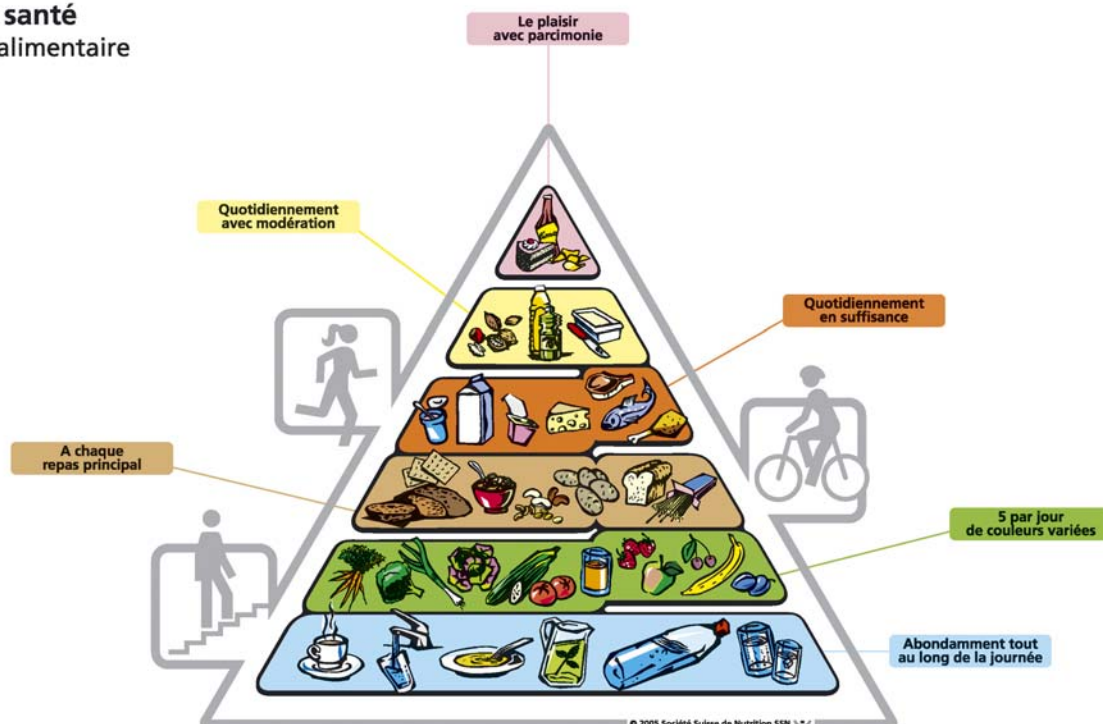 santé
alimentaire
Le plaisir
avec parcimonie
Quotidiennement
avec modération
Quotidiennement
en suffisance
A chaque
repas principal
5 par jour
de couleurs variées
Abondamment tout
au long de la journée
© 2005 Société Suisse de Nutrition SSN